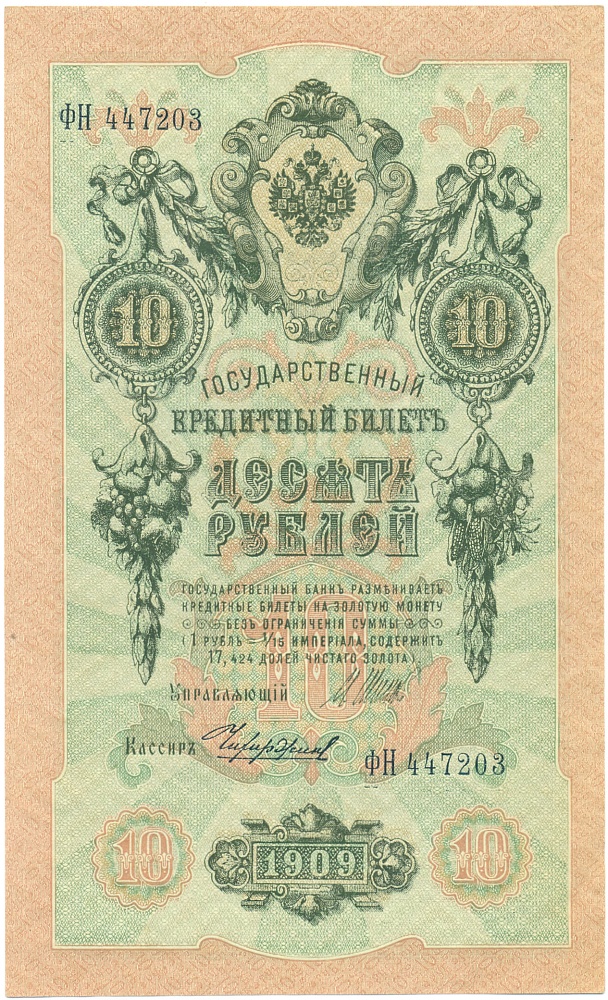 ФН 447203
10 10
ГОСУДАРСТВЕННЫЙ
КРЕДИТНЫЙ БИЛЕТЪ
ДЕСЯТЬ
РУБЛЕЙ
ГОСУДАРСТВЕННЫЙ БАНКЪ РАЗМѢНИВАЕТЪ
КРЕДИТНЫЕ БИЛЕТЫ НА ЗОЛОТУЮ МОНЕТУ
БЕЗЪ ОГРАНИЧЕНІЯ СУММЫ
(1 РУБЛЬ = 1/15 ИМПЕРІАЛА, СОДЕРЖИТЪ
17,424 ДОЛЕЙ ЧИСТАГО ЗОЛОТА).
10
Управляющій
Кассиръ
ФН 447203
10 1909 10